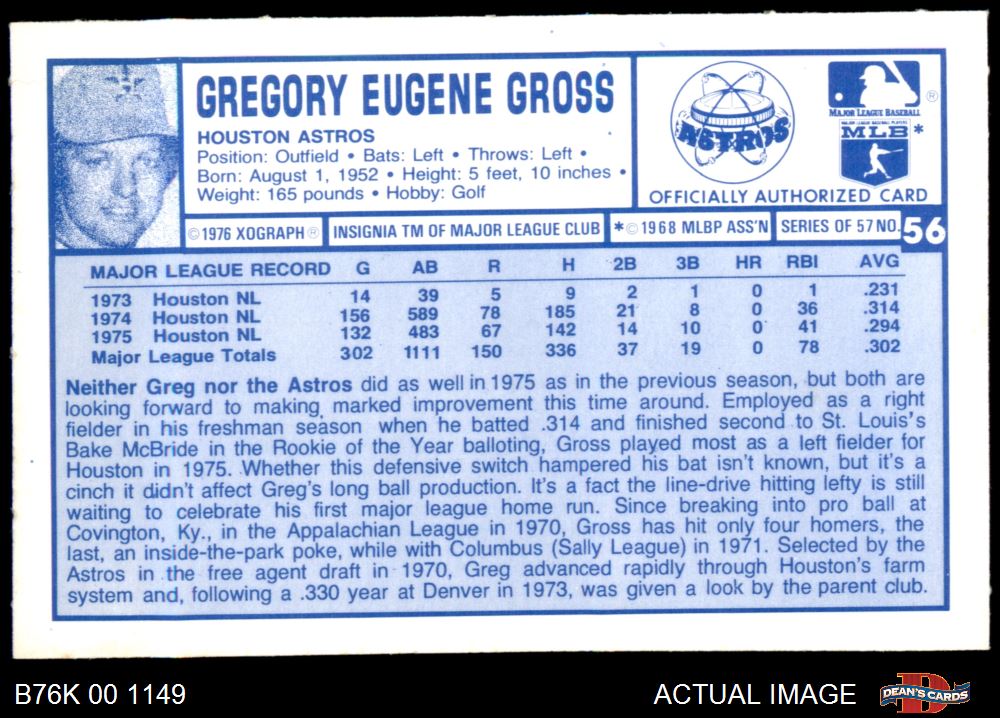 GREGORY EUGENE GROSS
HOUSTON ASTROS
Position: Outfield • Bats: Left • Throws: Left •
Born: August 1, 1952 • Height: 5 feet, 10 inches •
Weight: 165 pounds • Hobby: Golf
ASTROS
MAJOR LEAGUE BASEBALL
®
MAJOR LEAGUE BASEBALL PLAYERS
MLB*
OFFICIALLY AUTHORIZED CARD
©1976 XOGRAPH® INSIGNIA TM OF MAJOR LEAGUE CLUB *©1968 MLBP ASS'N SERIES OF 57 NO. 56
MAJOR LEAGUE RECORD G AB R H 2B 3B HR RBI AVG
1973 Houston NL 14 39 5 9 2 1 0 1 .231
1974 Houston NL 156 589 78 185 21 8 0 36 .314
1975 Houston NL 132 483 67 142 14 10 0 41 .294
Major League Totals 302 1111 150 336 37 19 0 78 .302
Neither Greg nor the Astros did as well in 1975 as in the previous season, but both are
looking forward to making marked improvement this time around. Employed as a right
fielder in his freshman season when he batted .314 and finished second to St. Louis's
Bake McBride in the Rookie of the Year balloting, Gross played most as a left fielder for
Houston in 1975. Whether this defensive switch hampered his bat isn't known, but it's a
cinch it didn't affect Greg's long ball production. It's a fact the line-drive hitting lefty is still
waiting to celebrate his first major league home run. Since breaking into pro ball at
Covington, Ky., in the Appalachian League in 1970, Gross has hit only four homers, the
last, an inside-the-park poke, while with Columbus (Sally League) in 1971. Selected by the
Astros in the free agent draft in 1970, Greg advanced rapidly through Houston's farm
system and, following a .330 year at Denver in 1973, was given a look by the parent club.
B76K 00 1149
ACTUAL IMAGE
DEAN'S CARDS